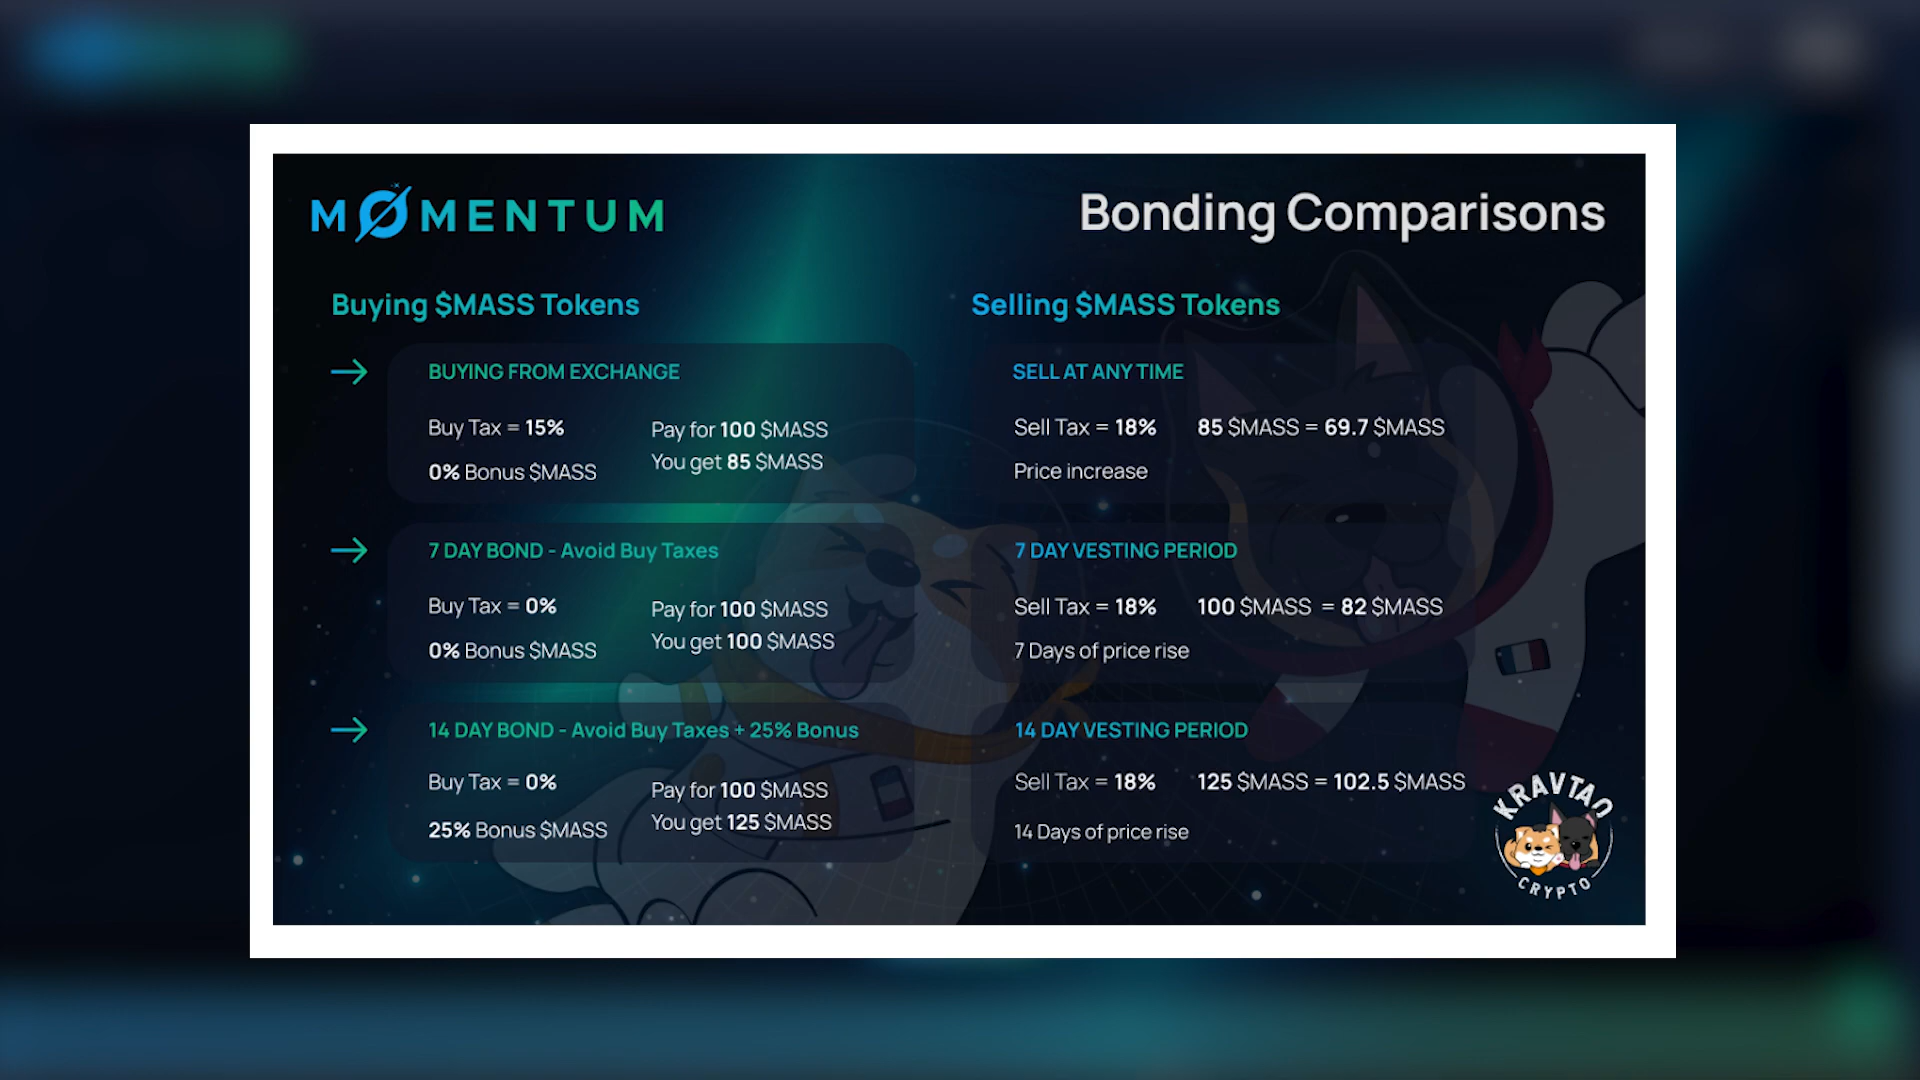 MØMENTUM
Bonding Comparisons
Buying $MASS Tokens
Selling $MASS Tokens
BUYING FROM EXCHANGE
Buy Tax = 15%
Pay for 100 $MASS
You get 85 $MASS
0% Bonus $MASS
SELL AT ANY TIME
Sell Tax = 18%
85 $MASS = 69.7 $MASS
Price increase
7 DAY BOND - Avoid Buy Taxes
Buy Tax = 0%
Pay for 100 $MASS
You get 100 $MASS
0% Bonus $MASS
7 DAY VESTING PERIOD
Sell Tax = 18%
100 $MASS = 82 $MASS
7 Days of price rise
14 DAY BOND - Avoid Buy Taxes + 25% Bonus
Buy Tax = 0%
Pay for 100 $MASS
You get 125 $MASS
25% Bonus $MASS
14 DAY VESTING PERIOD
Sell Tax = 18%
125 $MASS = 102.5 $MASS
14 Days of price rise
KRAVTAO
CRYPTO